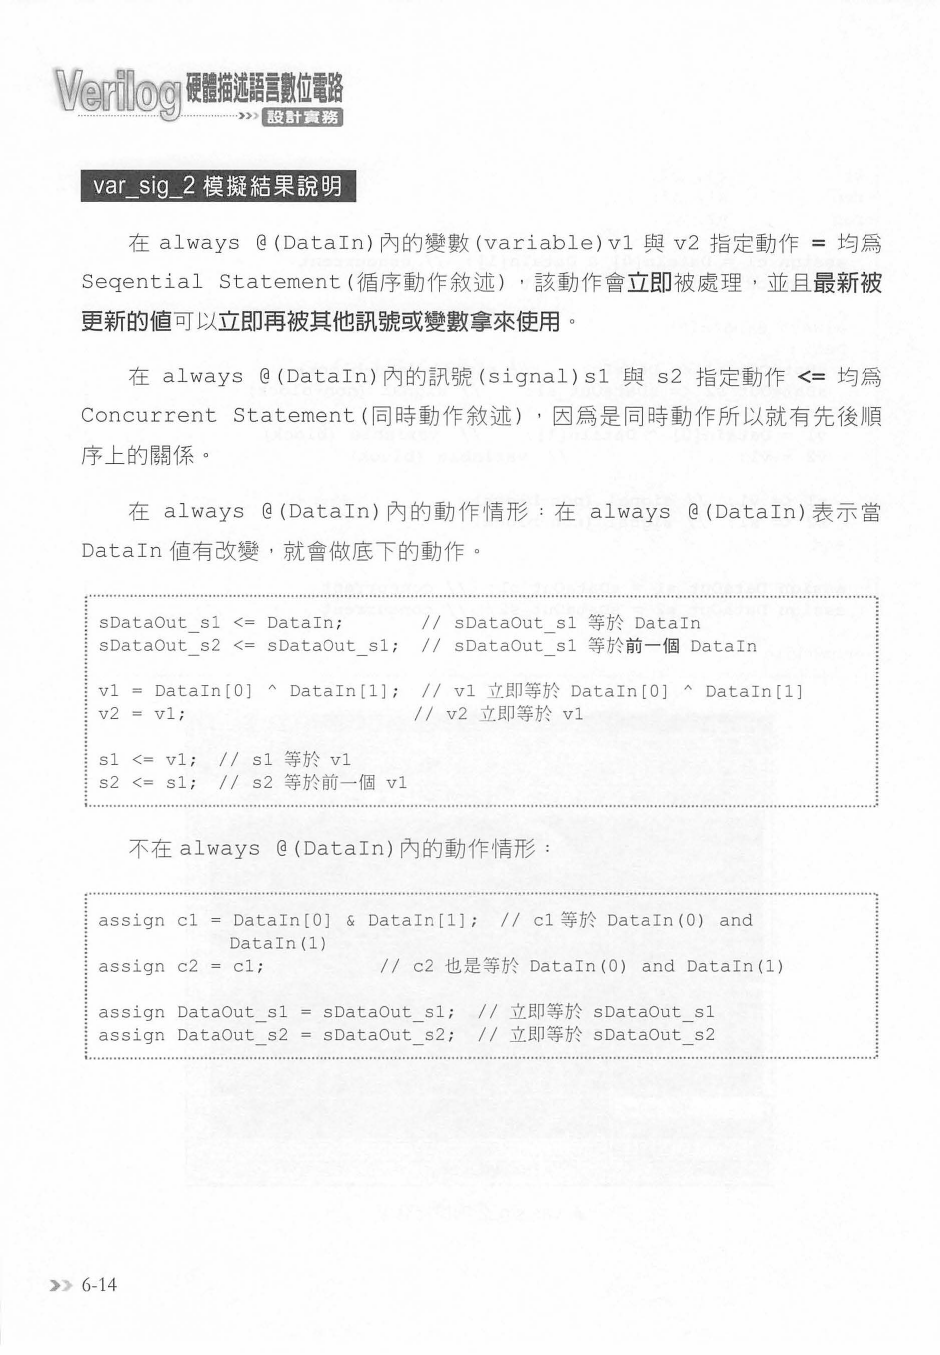 Verilog 硬體描述語言數位電路
設計實務
var_sig_2 模擬結果說明
在 always @(DataIn)內的變數(variable)v1 與 v2 指定動作 = 均為
Seqential Statement(循序動作敘述)，該動作會立即被處理，並且最新被
更新的值可以立即再被其他訊號或變數拿來使用。
在 always @(DataIn)內的訊號(signal)s1 與 s2 指定動作 <= 均為
Concurrent Statement(同時動作敘述)，因為是同時動作所以就有先後順
序上的關係。
在 always @(DataIn)內的動作情形：在 always @(DataIn)表示當
DataIn 值有改變，就會做底下的動作。
sDataOut_s1 <= DataIn; // sDataOut_s1 等於 DataIn
sDataOut_s2 <= sDataOut_s1; // sDataOut_s1 等於前一個 DataIn
v1 = DataIn[0] ^ DataIn[1]; // v1 立即等於 DataIn[0] ^ DataIn[1]
v2 = v1; // v2 立即等於 v1
s1 <= v1; // s1 等於 v1
s2 <= s1; // s2 等於前一個 v1
不在 always @(DataIn)內的動作情形：
assign c1 = DataIn[0] & DataIn[1]; // c1 等於 DataIn(0) and
DataIn(1)
assign c2 = c1; // c2 也是等於 DataIn(0) and DataIn(1)
assign DataOut_s1 = sDataOut_s1; // 立即等於 sDataOut_s1
assign DataOut_s2 = sDataOut_s2; // 立即等於 sDataOut_s2
6-14